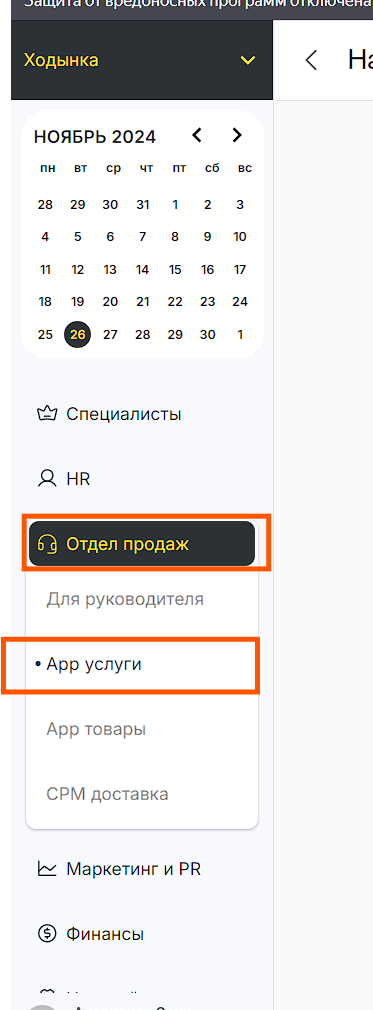 Защита от вредоносных программ отключена
Ходынка
На
НОЯБРЬ 2024
пн вт ср чт пт сб вс
28 29 30 31 1 2 3
4 5 6 7 8 9 10
11 12 13 14 15 16 17
18 19 20 21 22 23 24
25 26 27 28 29 30 1
Специалисты
HR
Отдел продаж
Для руководителя
• App услуги
App товары
CPM доставка
Маркетинг и PR
Финансы